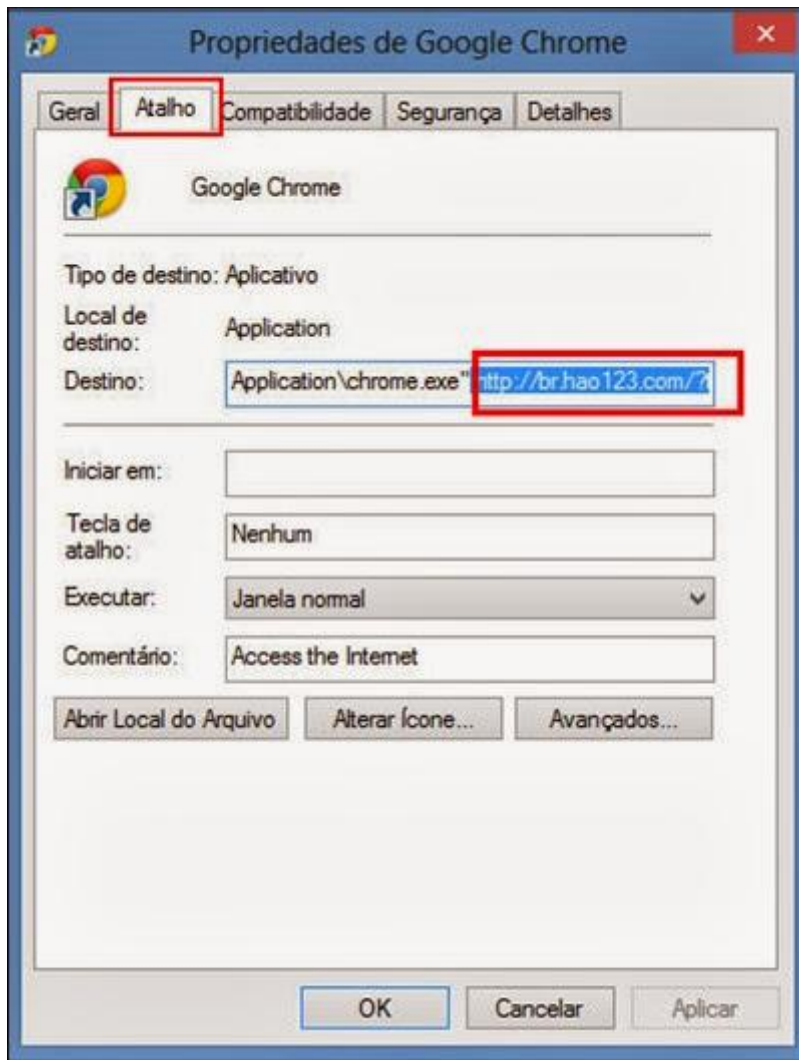 Propriedades de Google Chrome
Geral Atalho Compatibilidade Segurança Detalhes
Google Chrome
Tipo de destino: Aplicativo
Local de destino: Application
Destino: Application\chrome.exe" http://br.hao123.com/?
Iniciar em:
Tecla de atalho: Nenhum
Executar: Janela normal
Comentário: Access the Internet
Abrir Local do Arquivo Alterar Ícone... Avançados...
OK Cancelar Aplicar